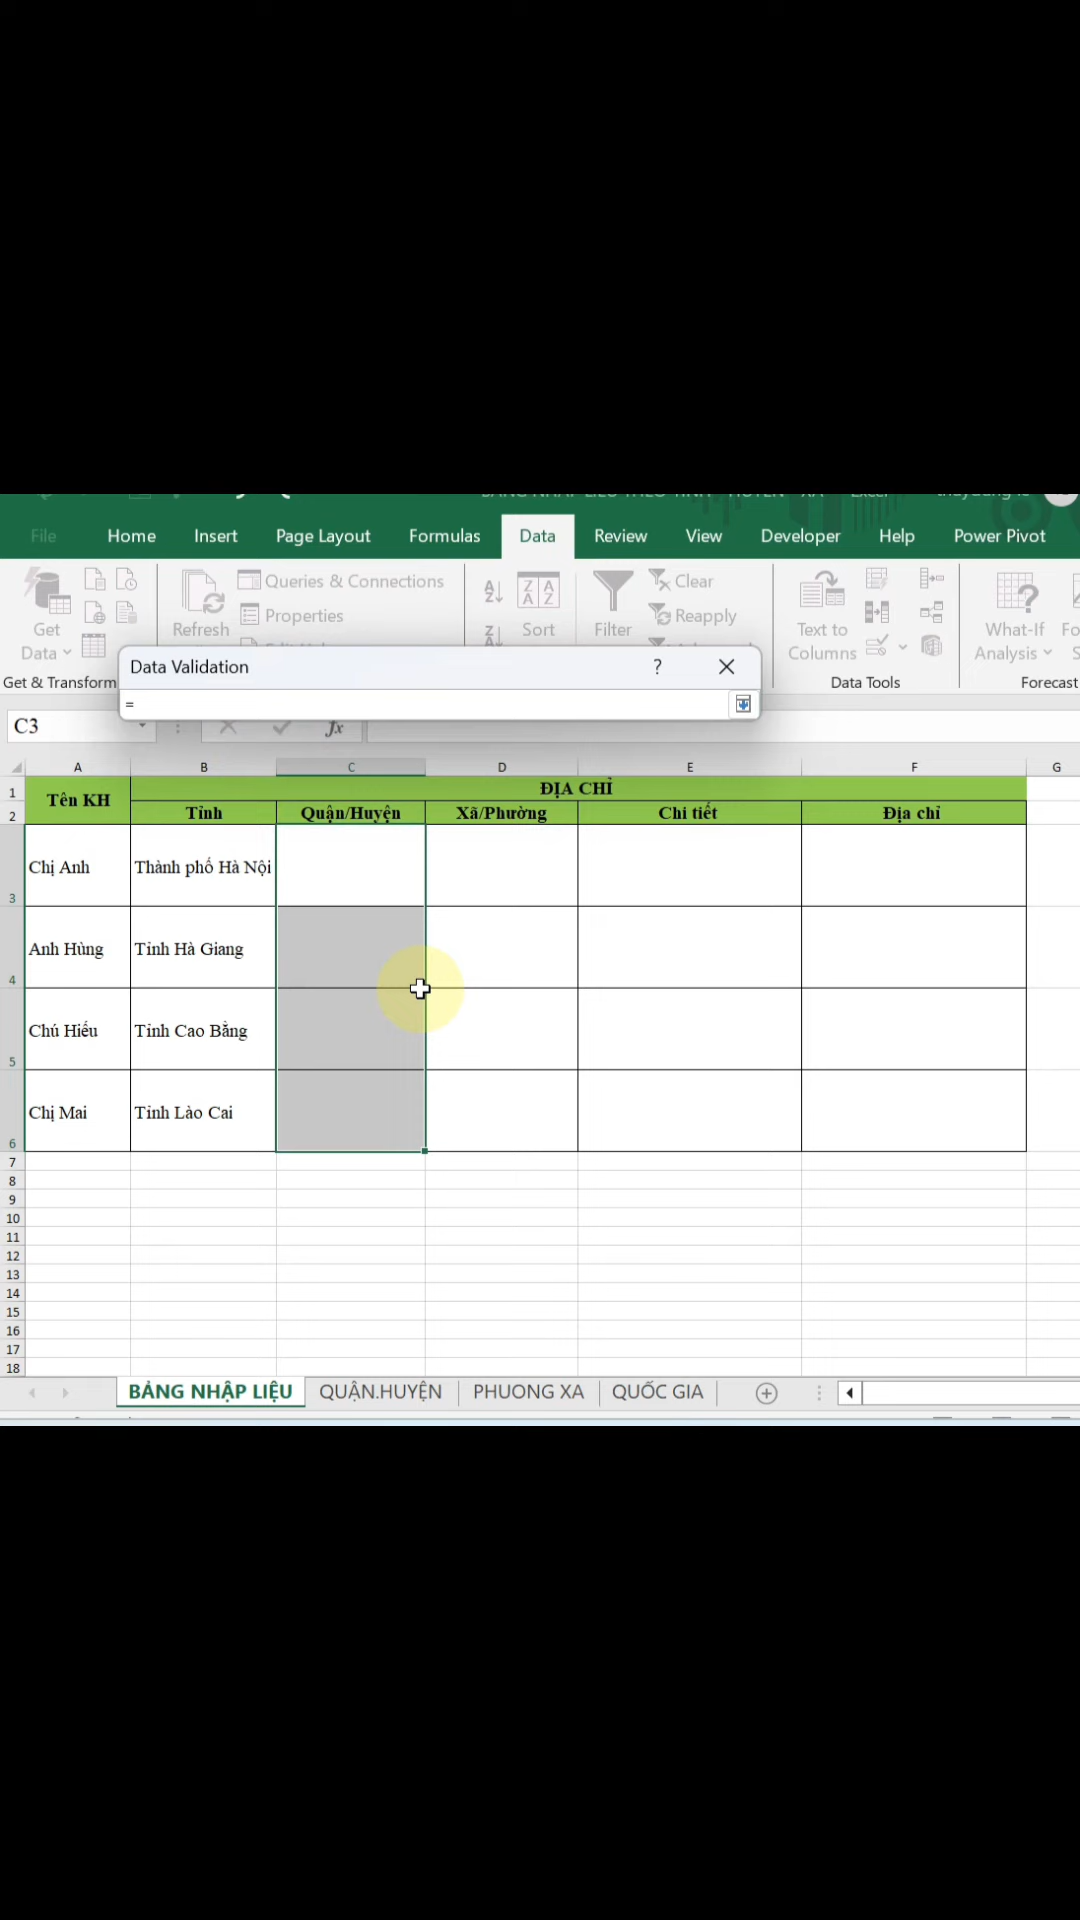 File Home Insert Page Layout Formulas Data Review View Developer Help Power Pivot
Queries & Connections
Properties
Get
Data
Refresh
Sort
Filter
Clear
Reapply
Text to
Columns
What-If
Analysis
Get & Transform
Data Tools
Forecast
Data Validation ? 
=
C3 fx
A B C D E F G
1 Tên KH ĐỊA CHỈ
2 Tỉnh Quận/Huyện Xã/Phường Chi tiết Địa chỉ
3 Chị Anh Thành phố Hà Nội
4 Anh Hùng Tỉnh Hà Giang
5 Chú Hiếu Tỉnh Cao Bằng
6 Chị Mai Tỉnh Lào Cai
7
8
9
10
11
12
13
14
15
16
17
18
BẢNG NHẬP LIỆU QUẬN.HUYỆN PHUONG XA QUỐC GIA